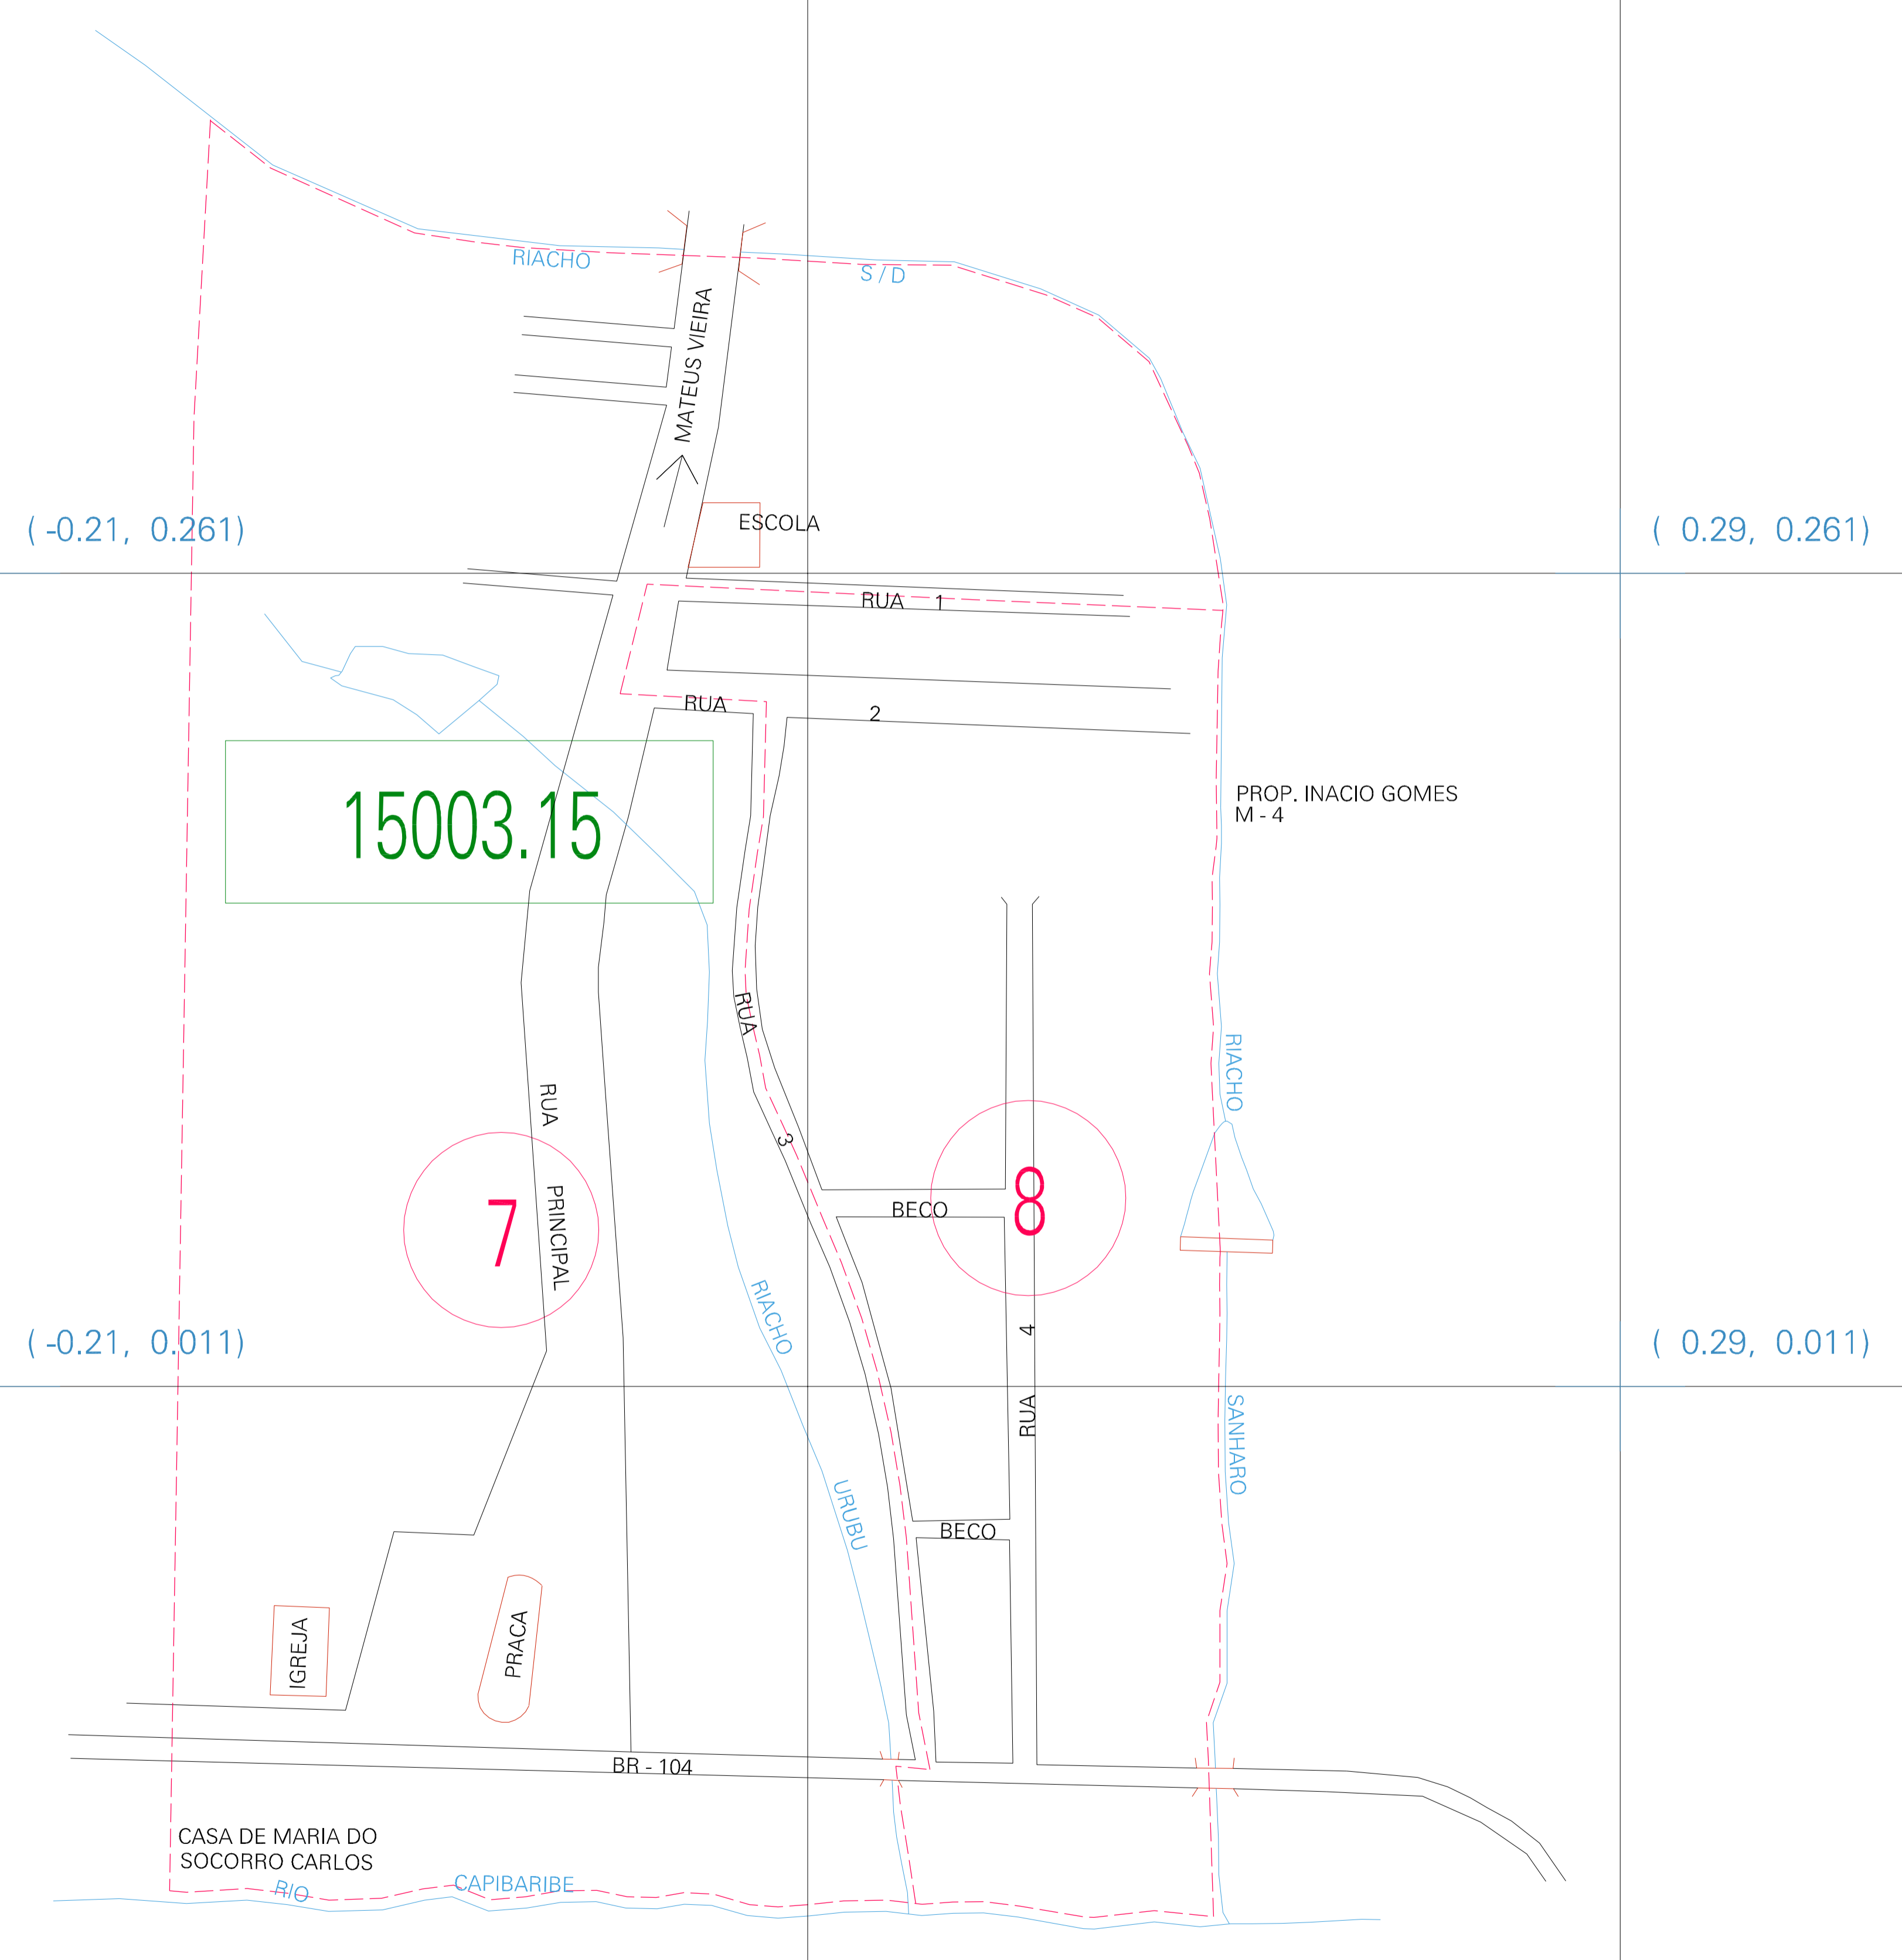 RIACHO
S / D
MATEUS VIEIRA
ESCOLA
( -0.21, 0.261)
( 0.29, 0.261)
RUA 1
RUA 2
15003.15
PROP. INACIO GOMES
M - 4
RUA 3
RUA PRINCIPAL
RIACHO SANHARO
7
8
BECO
RIACHO URUBU
RUA 4
( -0.21, 0.011)
( 0.29, 0.011)
BECO
IGREJA
PRACA
BR - 104
CASA DE MARIA DO
SOCORRO CARLOS
RIO CAPIBARIBE